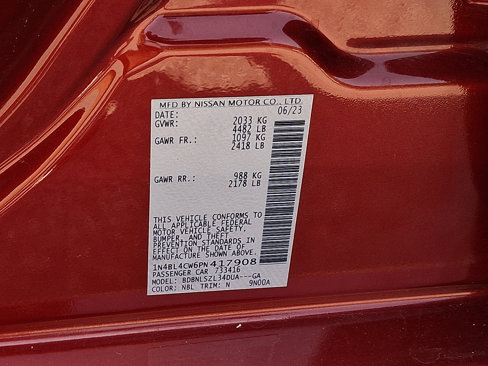 MFD BY NISSAN MOTOR CO., LTD.
DATE: 06/23
GVWR: 2033 KG
4482 LB
GAWR FR.: 1097 KG
2418 LB
GAWR RR.: 988 KG
2178 LB
THIS VEHICLE CONFORMS TO
ALL APPLICABLE FEDERAL
MOTOR VEHICLE SAFETY,
BUMPER, AND THEFT
PREVENTION STANDARDS IN
EFFECT ON THE DATE OF
MANUFACTURE SHOWN ABOVE.
1N4BL4CW6PN417908
PASSENGER CAR 733416
MODEL: BDBNLSZL34DUA---GA
COLOR: NBL TRIM: N 9N00A